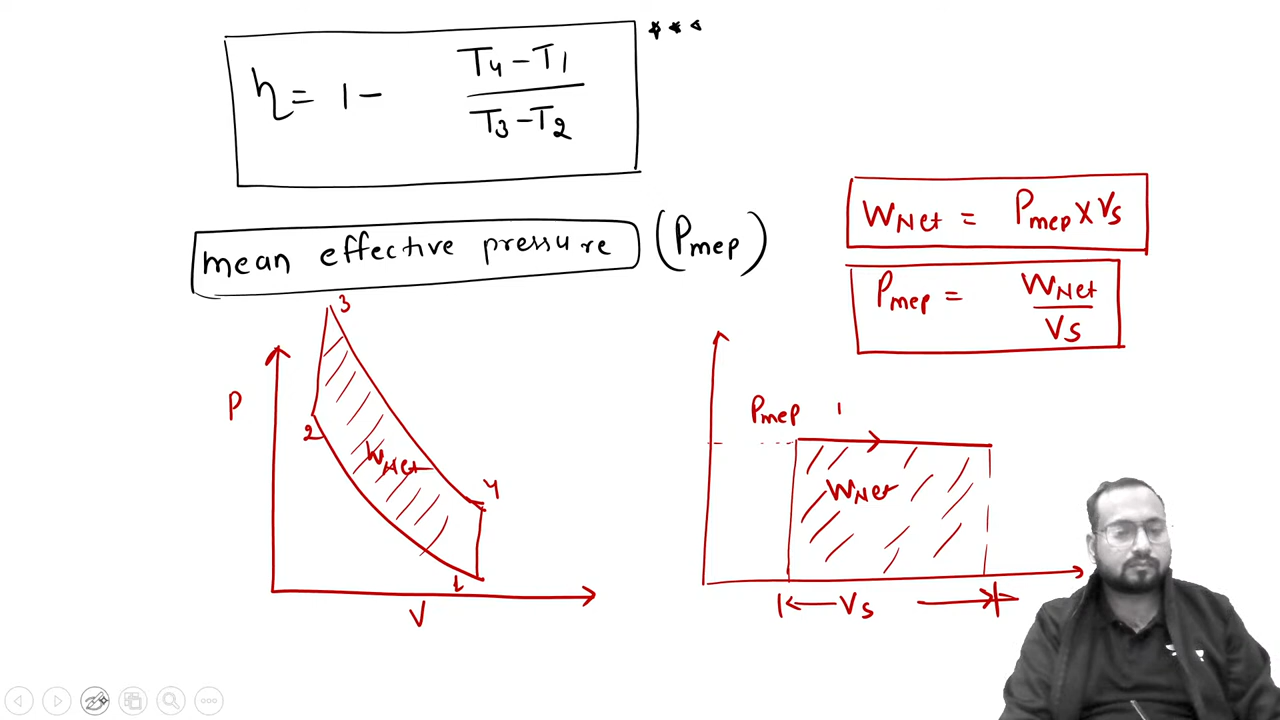 η = 1 - (T4 - T1) / (T3 - T2)
mean effective pressure (Pmep)
WNet = Pmep x Vs
Pmep = WNet / Vs
3
P
2
WNet
4
1
V
Pmep
WNet
Vs